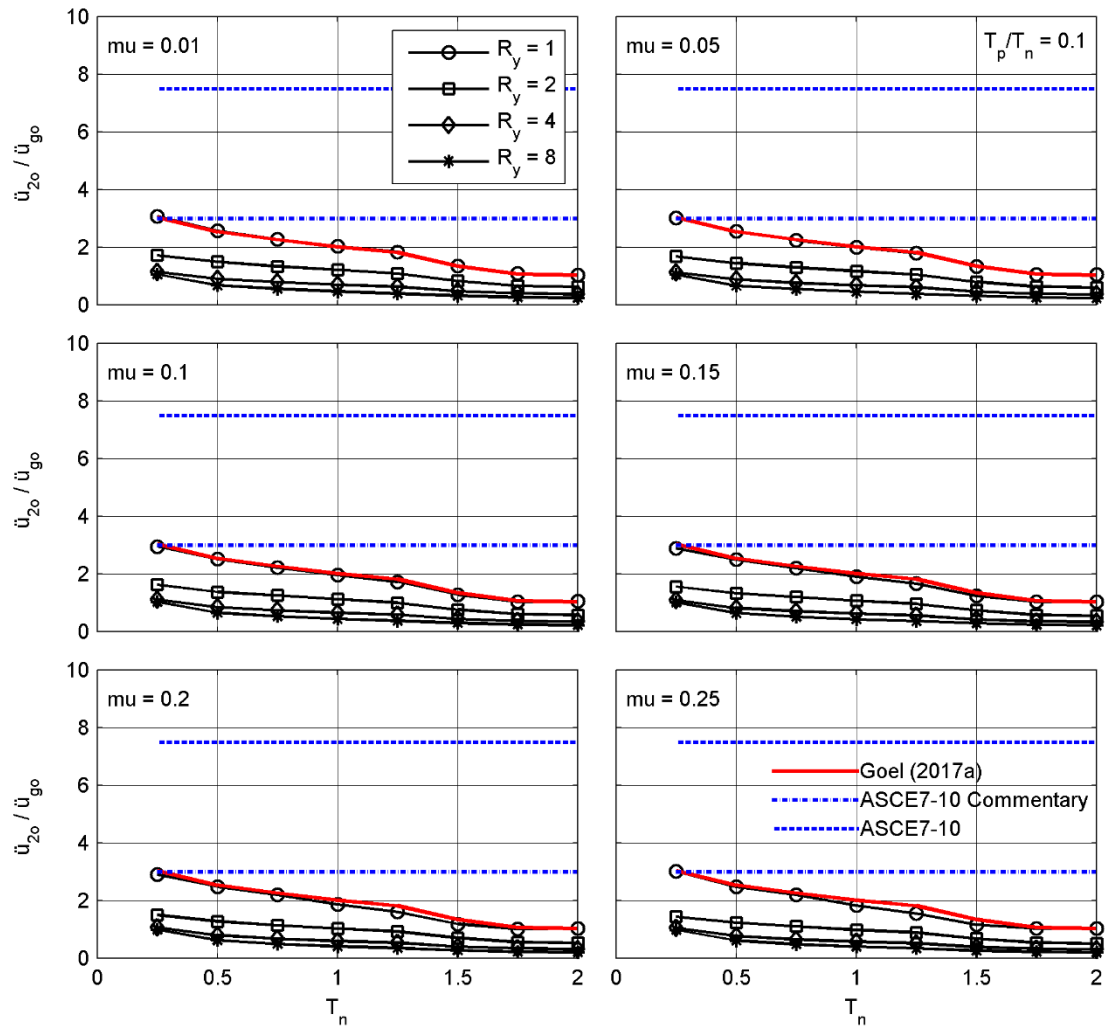 10
8
6
4
2
0
ü₂ₒ / ü_gₒ
mu = 0.01
R_y = 1
R_y = 2
R_y = 4
R_y = 8
mu = 0.05
T_p/T_n = 0.1
10
8
6
4
2
0
ü₂ₒ / ü_gₒ
mu = 0.1
mu = 0.15
10
8
6
4
2
0
ü₂ₒ / ü_gₒ
mu = 0.2
mu = 0.25
Goel (2017a)
ASCE7-10 Commentary
ASCE7-10
0 0.5 1 1.5 2
0 0.5 1 1.5 2
T_n
T_n